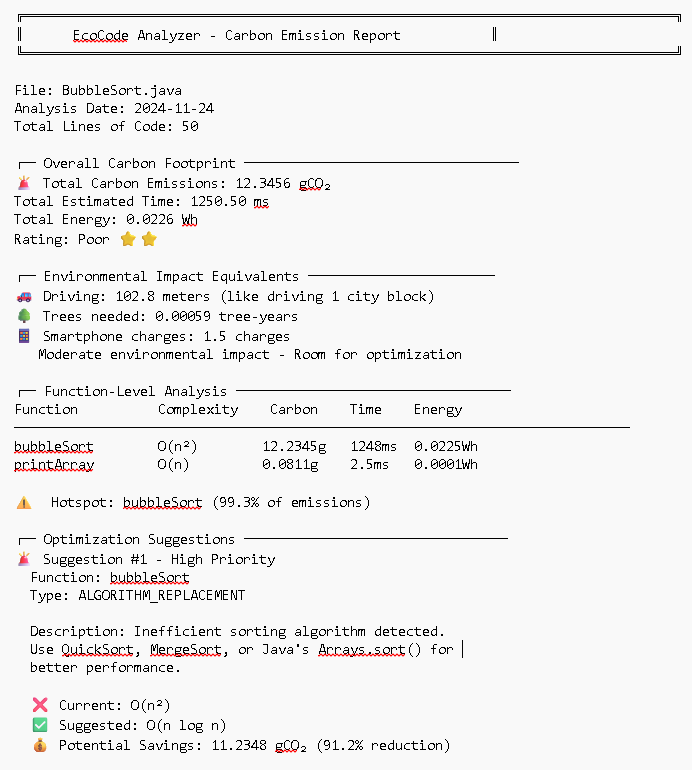 EcoCode Analyzer - Carbon Emission Report
File: BubbleSort.java
Analysis Date: 2024-11-24
Total Lines of Code: 50
Overall Carbon Footprint
🚨 Total Carbon Emissions: 12.3456 gCO₂
Total Estimated Time: 1250.50 ms
Total Energy: 0.0226 Wh
Rating: Poor ⭐⭐
Environmental Impact Equivalents
🚗 Driving: 102.8 meters (like driving 1 city block)
🌳 Trees needed: 0.00059 tree-years
📱 Smartphone charges: 1.5 charges
Moderate environmental impact - Room for optimization
Function-Level Analysis
Function Complexity Carbon Time Energy
bubbleSort O(n²) 12.2345g 1248ms 0.0225Wh
printArray O(n) 0.0811g 2.5ms 0.0001Wh
⚠️ Hotspot: bubbleSort (99.3% of emissions)
Optimization Suggestions
🚨 Suggestion #1 - High Priority
Function: bubbleSort
Type: ALGORITHM_REPLACEMENT
Description: Inefficient sorting algorithm detected.
Use QuickSort, MergeSort, or Java's Arrays.sort() for
better performance.
❌ Current: O(n²)
✅ Suggested: O(n log n)
💰 Potential Savings: 11.2348 gCO₂ (91.2% reduction)